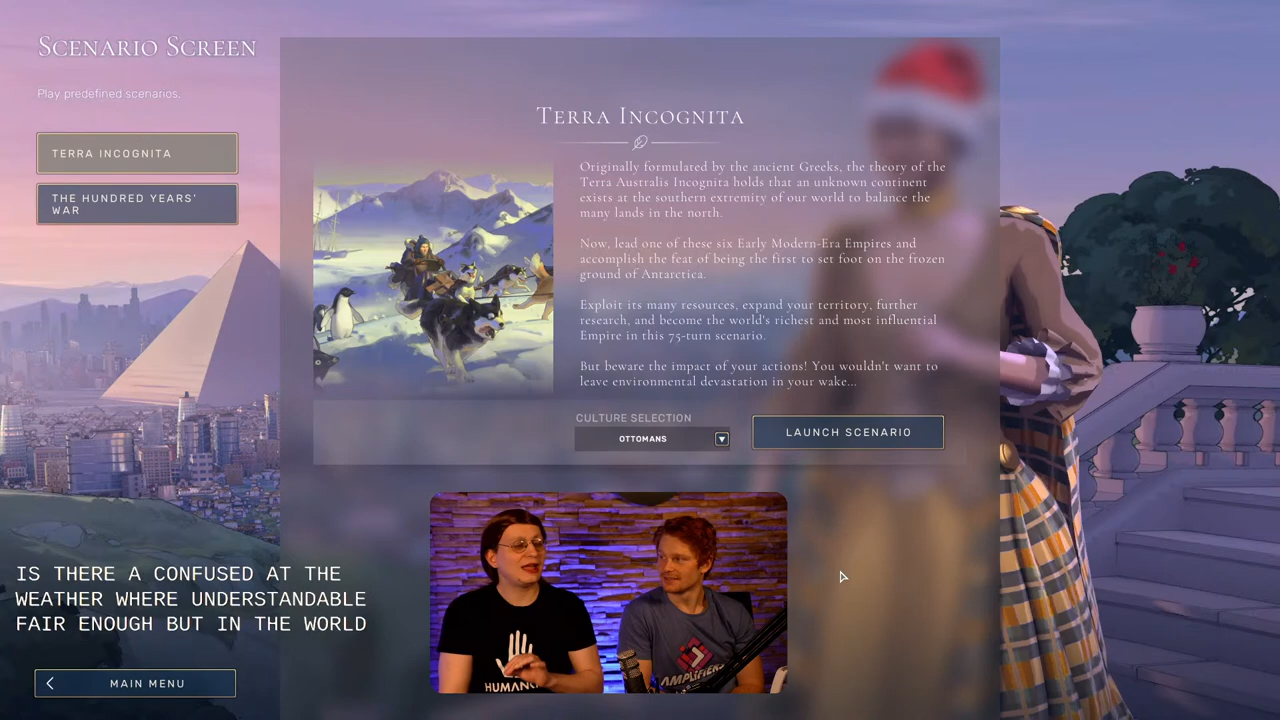 SCENARIO SCREEN
Play predefined scenarios.
TERRA INCOGNITA
THE HUNDRED YEARS'
WAR
TERRA INCOGNITA
Originally formulated by the ancient Greeks, the theory of the
Terra Australis Incognita holds that an unknown continent
exists at the southern extremity of our world to balance the
many lands in the north.
Now, lead one of these six Early Modern-Era Empires and
accomplish the feat of being the first to set foot on the frozen
ground of Antarctica.
Exploit its many resources, expand your territory, further
research, and become the world's richest and most influential
Empire in this 75-turn scenario.
But beware the impact of your actions! You wouldn't want to
leave environmental devastation in your wake...
CULTURE SELECTION
OTTOMANS
LAUNCH SCENARIO
IS THERE A CONFUSED AT THE
WEATHER WHERE UNDERSTANDABLE
FAIR ENOUGH BUT IN THE WORLD
MAIN MENU